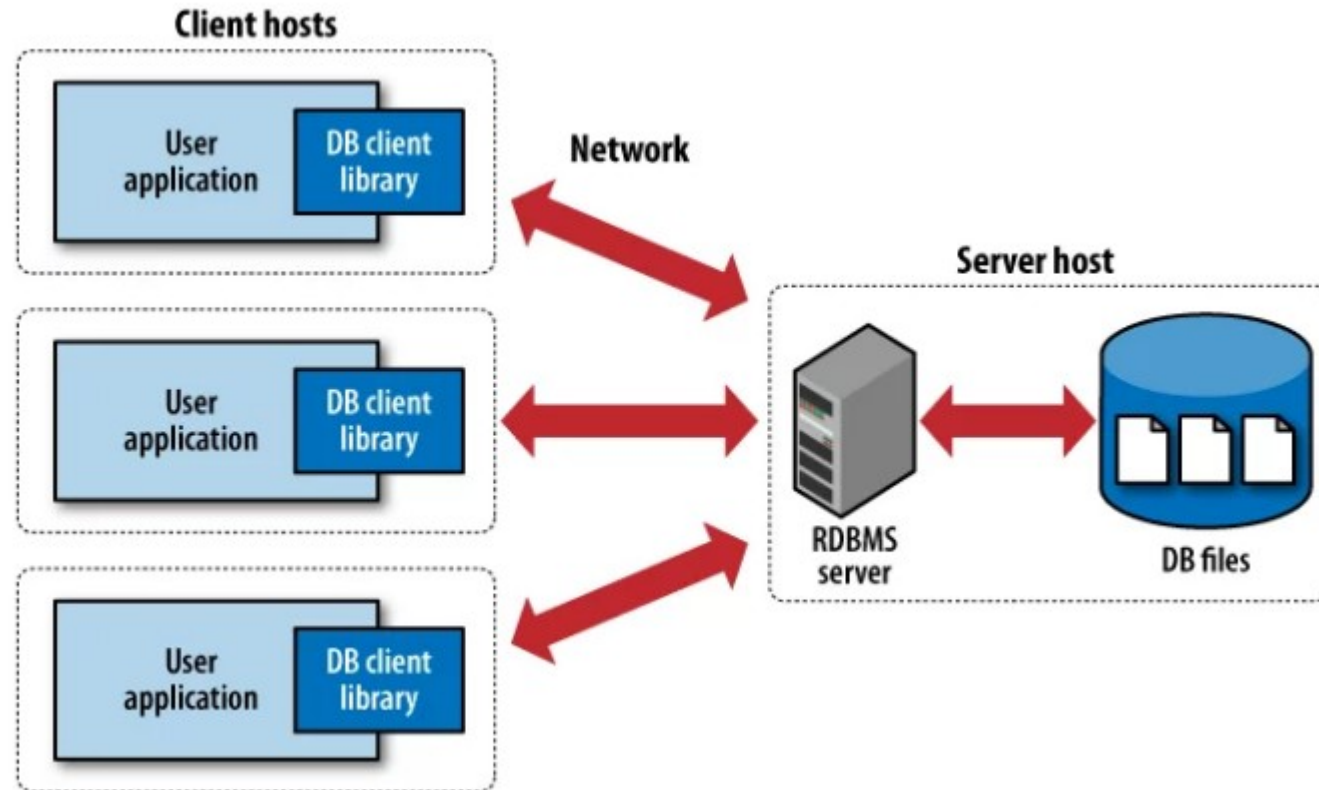 Client hosts
User
application
DB client
library
Network
User
application
DB client
library
Server host
RDBMS
server
DB files
User
application
DB client
library